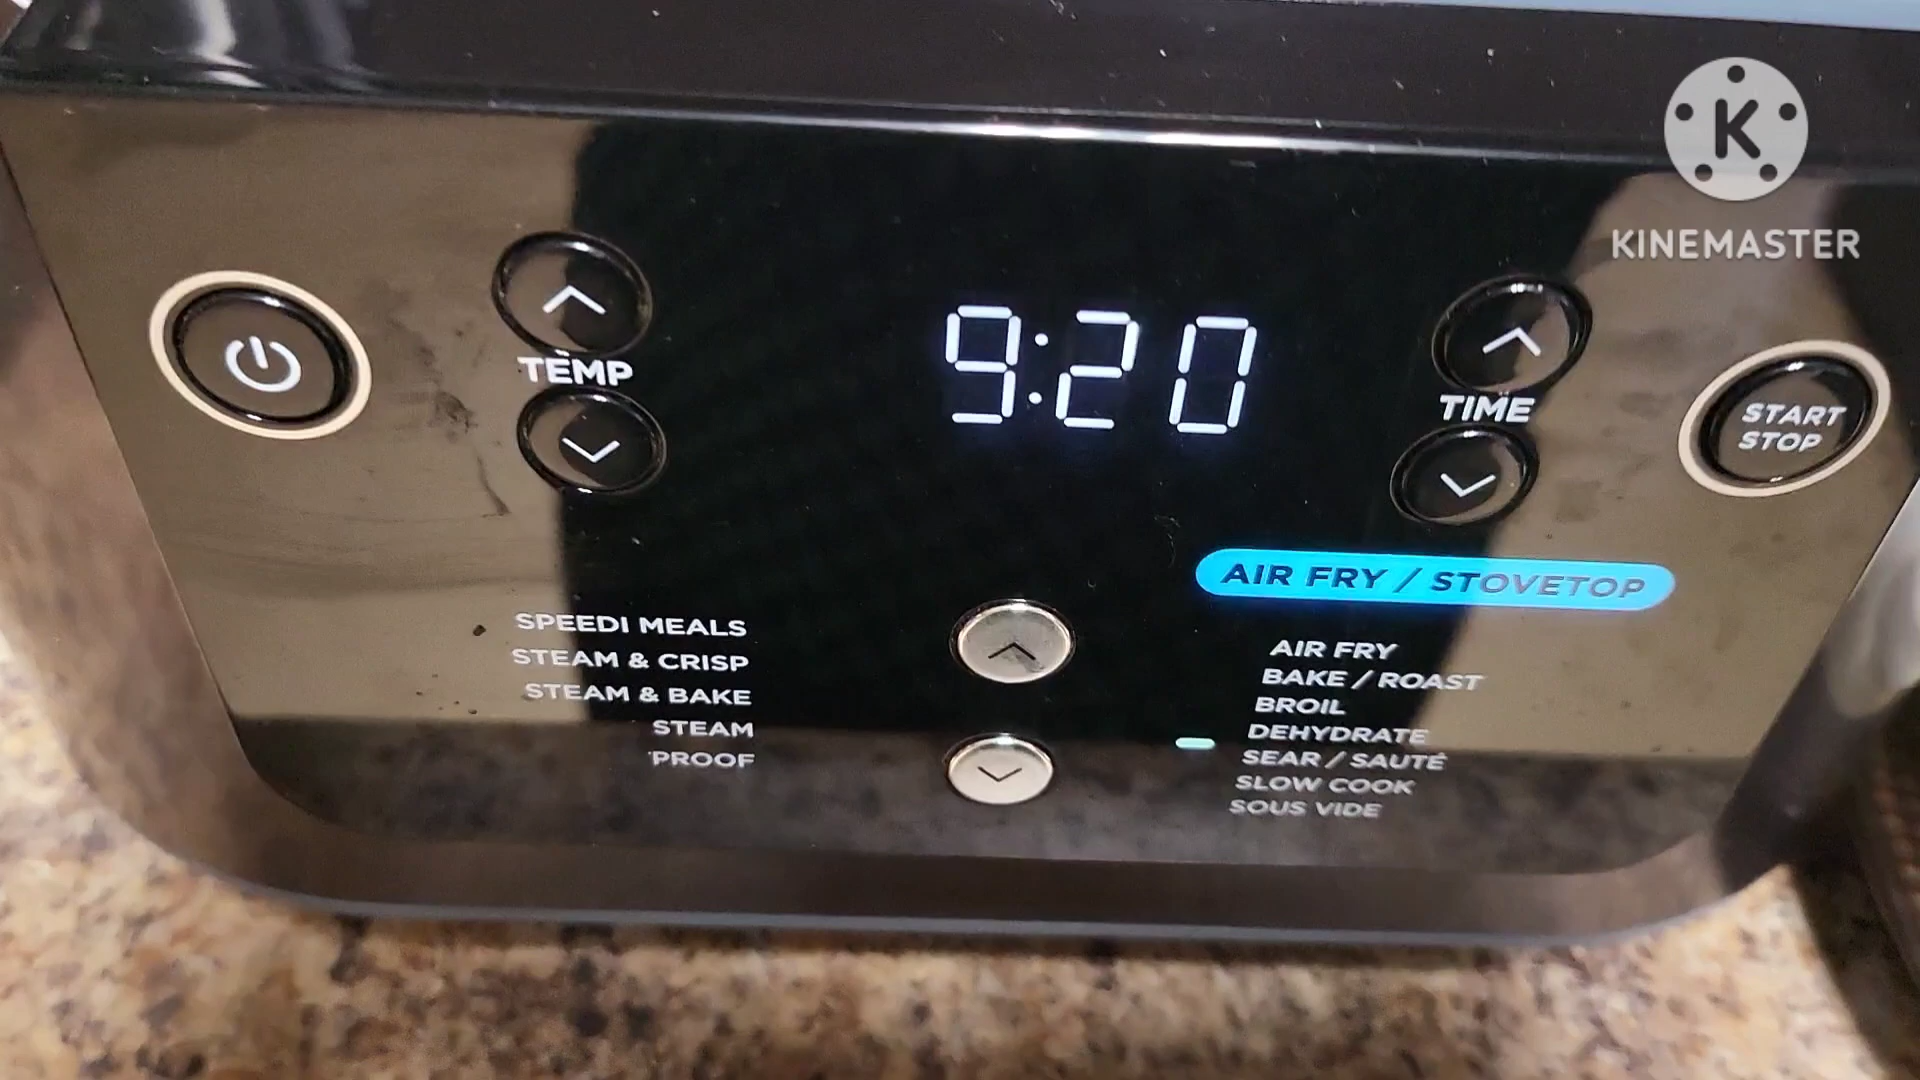 K
KINEMASTER
TEMP
9:20
TIME
START
STOP
AIR FRY / STOVETOP
SPEEDI MEALS
STEAM & CRISP
STEAM & BAKE
STEAM
PROOF
AIR FRY
BAKE / ROAST
BROIL
DEHYDRATE
SEAR / SAUTÉ
SLOW COOK
SOUS VIDE